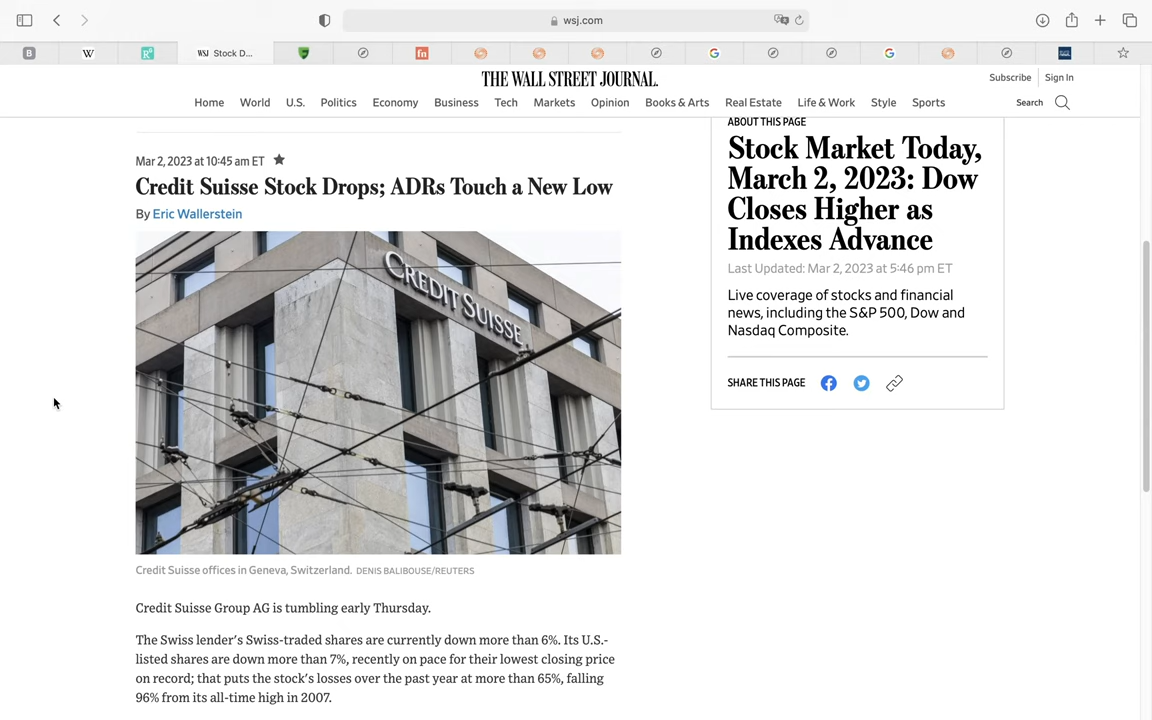 wsj.com
WSJ Stock D...
THE WALL STREET JOURNAL.
Subscribe Sign In
Home World U.S. Politics Economy Business Tech Markets Opinion Books & Arts Real Estate Life & Work Style Sports Search
Mar 2, 2023 at 10:45 am ET
Credit Suisse Stock Drops; ADRs Touch a New Low
By Eric Wallerstein
CREDIT SUISSE
Credit Suisse offices in Geneva, Switzerland. DENIS BALIBOUSE/REUTERS
Credit Suisse Group AG is tumbling early Thursday.
The Swiss lender's Swiss-traded shares are currently down more than 6%. Its U.S.-
listed shares are down more than 7%, recently on pace for their lowest closing price
on record; that puts the stock's losses over the past year at more than 65%, falling
96% from its all-time high in 2007.
ABOUT THIS PAGE
Stock Market Today,
March 2, 2023: Dow
Closes Higher as
Indexes Advance
Last Updated: Mar 2, 2023 at 5:46 pm ET
Live coverage of stocks and financial
news, including the S&P 500, Dow and
Nasdaq Composite.
SHARE THIS PAGE